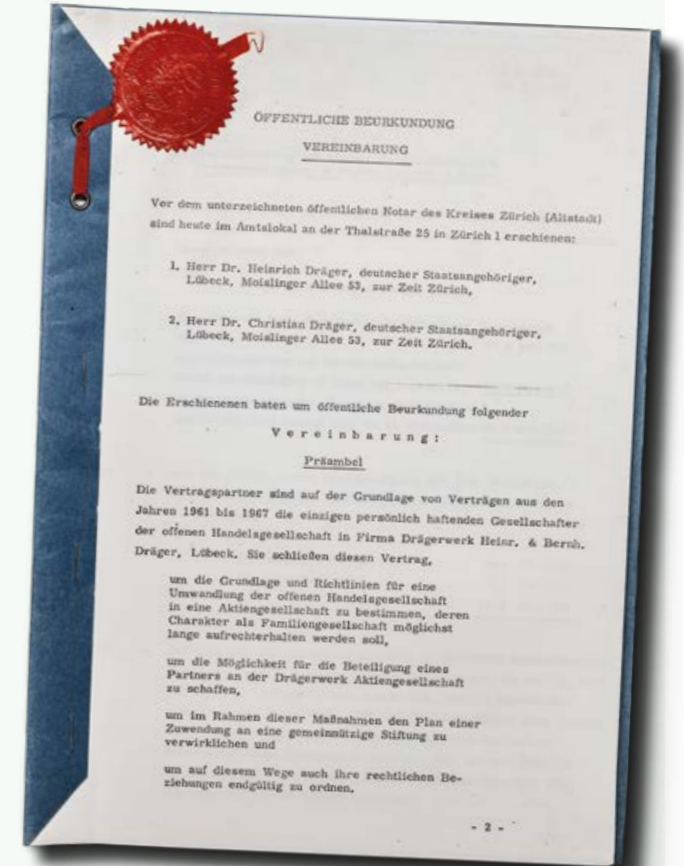 ÖFFENTLICHE BEURKUNDUNG
VEREINBARUNG
Vor dem unterzeichneten öffentlichen Notar des Kreises Zürich (Altstadt)
sind heute im Amtslokal an der Thalstraße 25 in Zürich 1 erschienen:
1. Herr Dr. Heinrich Dräger, deutscher Staatsangehöriger,
Lübeck, Moislinger Allee 53, zur Zeit Zürich,
2. Herr Dr. Christian Dräger, deutscher Staatsangehöriger,
Lübeck, Moislinger Allee 53, zur Zeit Zürich.
Die Erschienenen baten um öffentliche Beurkundung folgender
V e r e i n b a r u n g :
Präambel
Die Vertragspartner sind auf der Grundlage von Verträgen aus den
Jahren 1961 bis 1967 die einzigen persönlich haftenden Gesellschafter
der offenen Handelsgesellschaft in Firma Drägerwerk Heinr. & Bernh.
Dräger, Lübeck. Sie schließen diesen Vertrag,
um die Grundlage und Richtlinien für eine
Umwandlung der offenen Handelsgesellschaft
in eine Aktiengesellschaft zu bestimmen, deren
Charakter als Familiengesellschaft möglichst
lange aufrechterhalten werden soll,
um die Möglichkeit für die Beteiligung eines
Partners an der Drägerwerk Aktiengesellschaft
zu schaffen,
um im Rahmen dieser Maßnahmen den Plan einer
Zuwendung an eine gemeinnützige Stiftung zu
verwirklichen und
um auf diesem Wege auch ihre rechtlichen Be-
ziehungen endgültig zu ordnen.
- 2 -